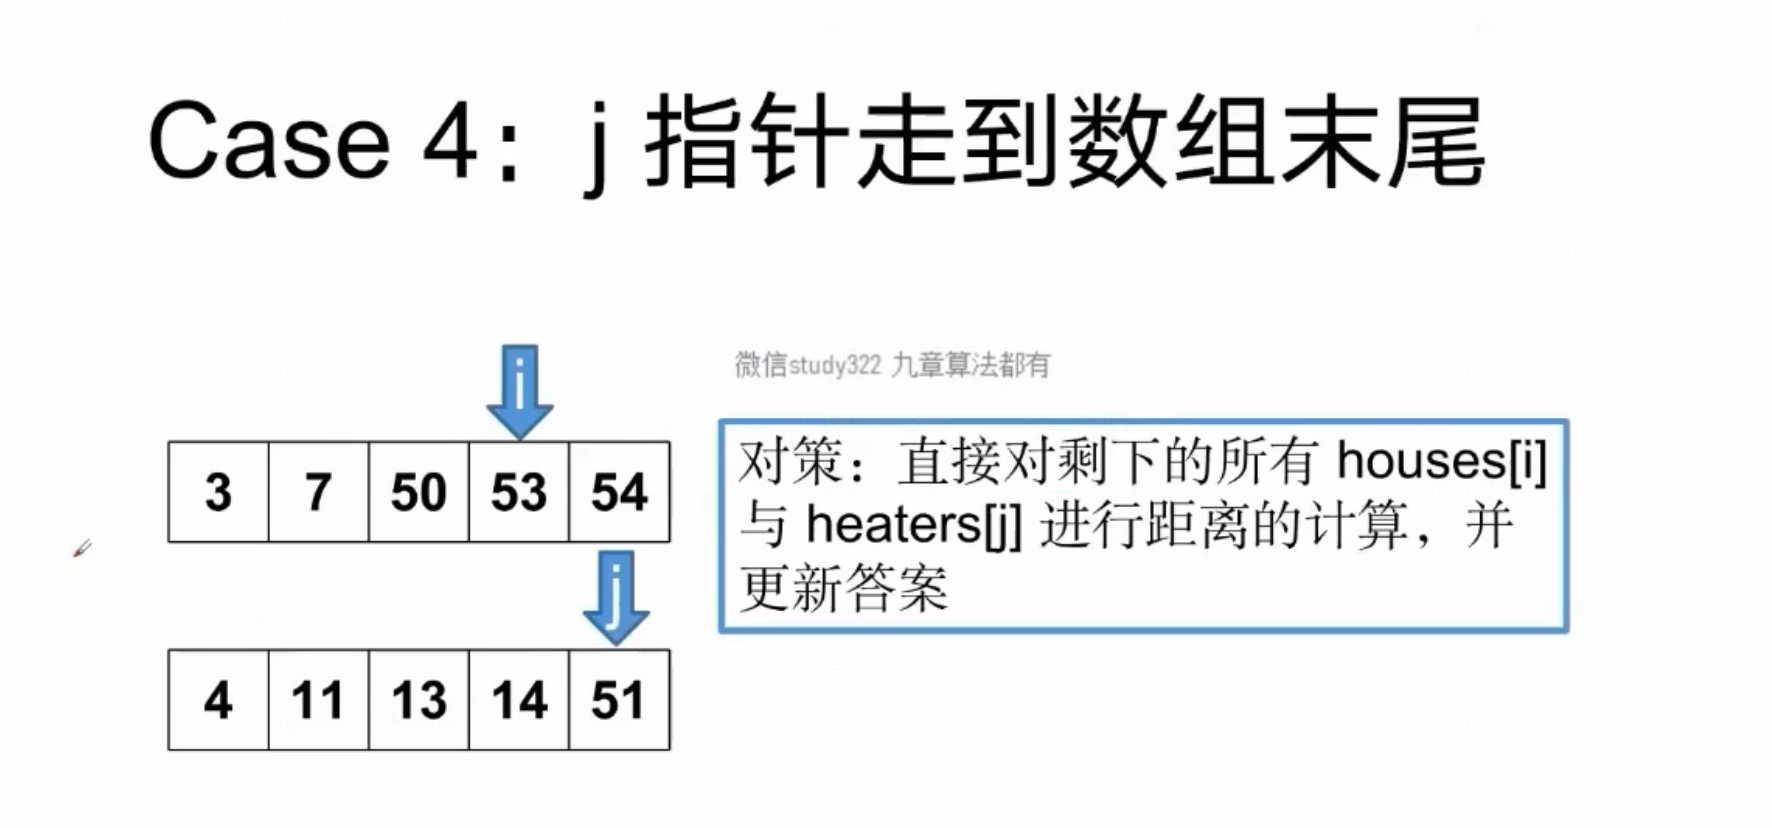 Case 4：j 指针走到数组末尾
微信study322 九章算法都有
i
3 7 50 53 54
对策：直接对剩下的所有 houses[i]
与 heaters[j] 进行距离的计算，并
更新答案
j
4 11 13 14 51